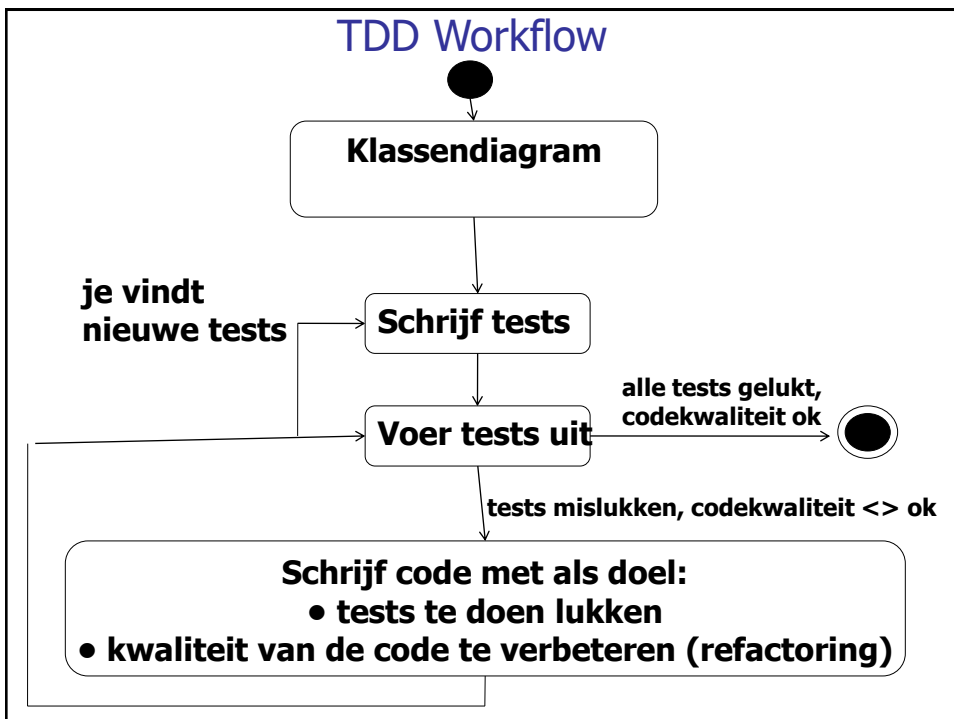 TDD Workflow
Klassendiagram
je vindt
nieuwe tests
Schrijf tests
alle tests gelukt,
codekwaliteit ok
Voer tests uit
tests mislukken, codekwaliteit <> ok
Schrijf code met als doel:
• tests te doen lukken
• kwaliteit van de code te verbeteren (refactoring)